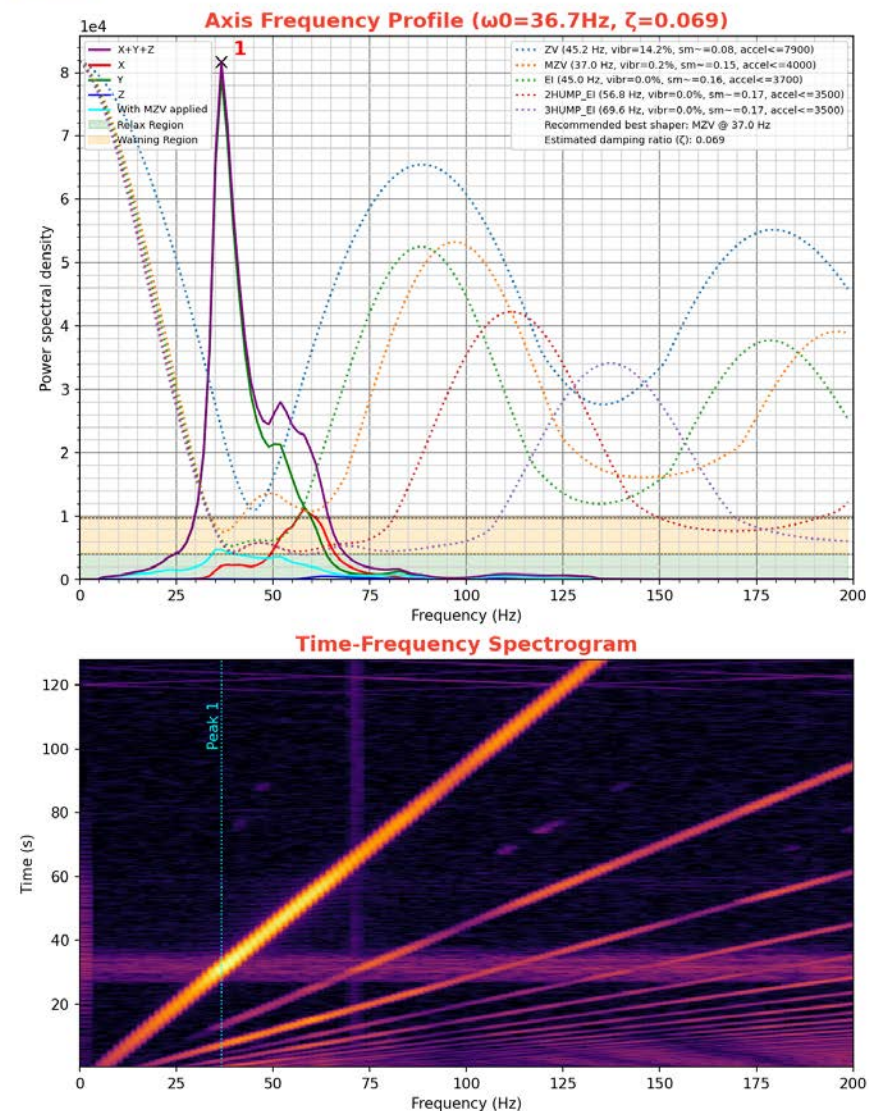 Axis Frequency Profile (ω0=36.7Hz, ζ=0.069)
1e4
1
X+Y+Z
X
Y
Z
With MZV applied
Relax Region
Warning Region
ZV (45.2 Hz, vibr=14.2%, sm~=0.08, accel<=7900)
MZV (37.0 Hz, vibr=0.2%, sm~=0.15, accel<=4000)
EI (45.0 Hz, vibr=0.0%, sm~=0.16, accel<=3700)
2HUMP_EI (56.8 Hz, vibr=0.0%, sm~=0.17, accel<=3500)
3HUMP_EI (69.6 Hz, vibr=0.0%, sm~=0.17, accel<=3500)
Recommended best shaper: MZV @ 37.0 Hz
Estimated damping ratio (ζ): 0.069
8
7
6
5
4
3
2
1
0
Power spectral density
0 25 50 75 100 125 150 175 200
Frequency (Hz)
Time-Frequency Spectrogram
Peak 1
120
100
80
60
40
20
Time (s)
0 25 50 75 100 125 150 175 200
Frequency (Hz)